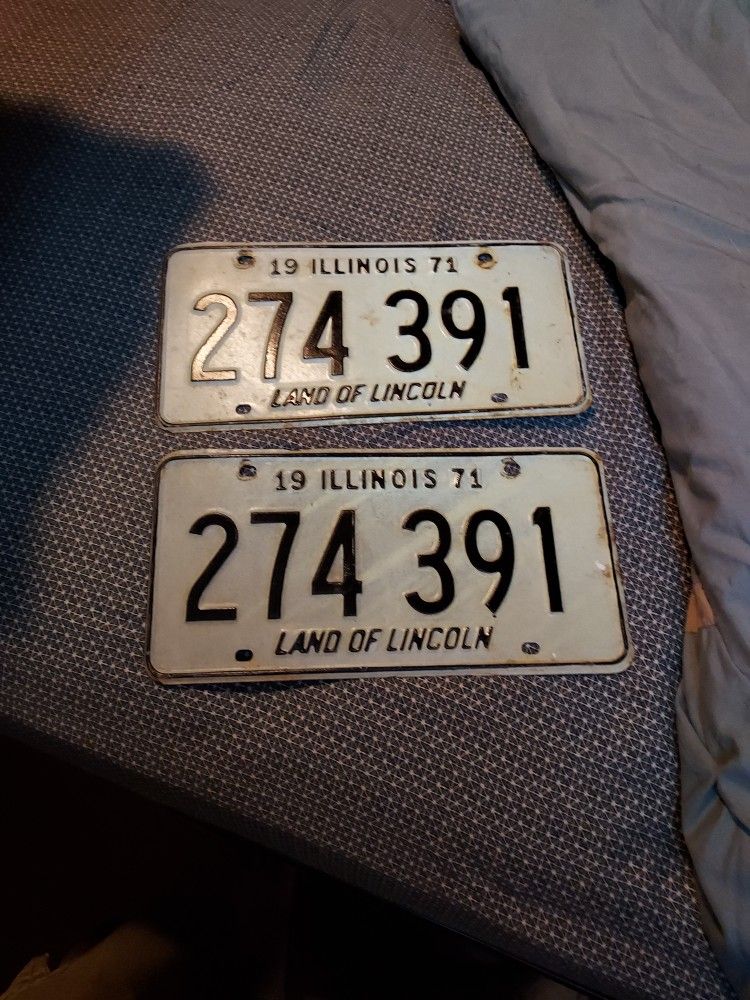 19 ILLINOIS 71
274 391
LAND OF LINCOLN
19 ILLINOIS 71
274 391
LAND OF LINCOLN